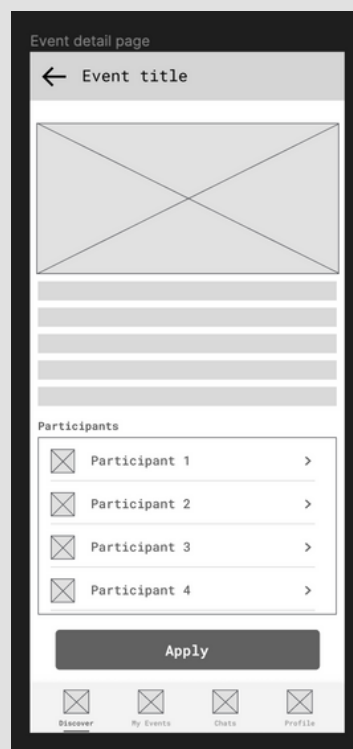 Event detail page
Event title
Participants
Participant 1
Participant 2
Participant 3
Participant 4
Apply
Discover My Events Chats Profile